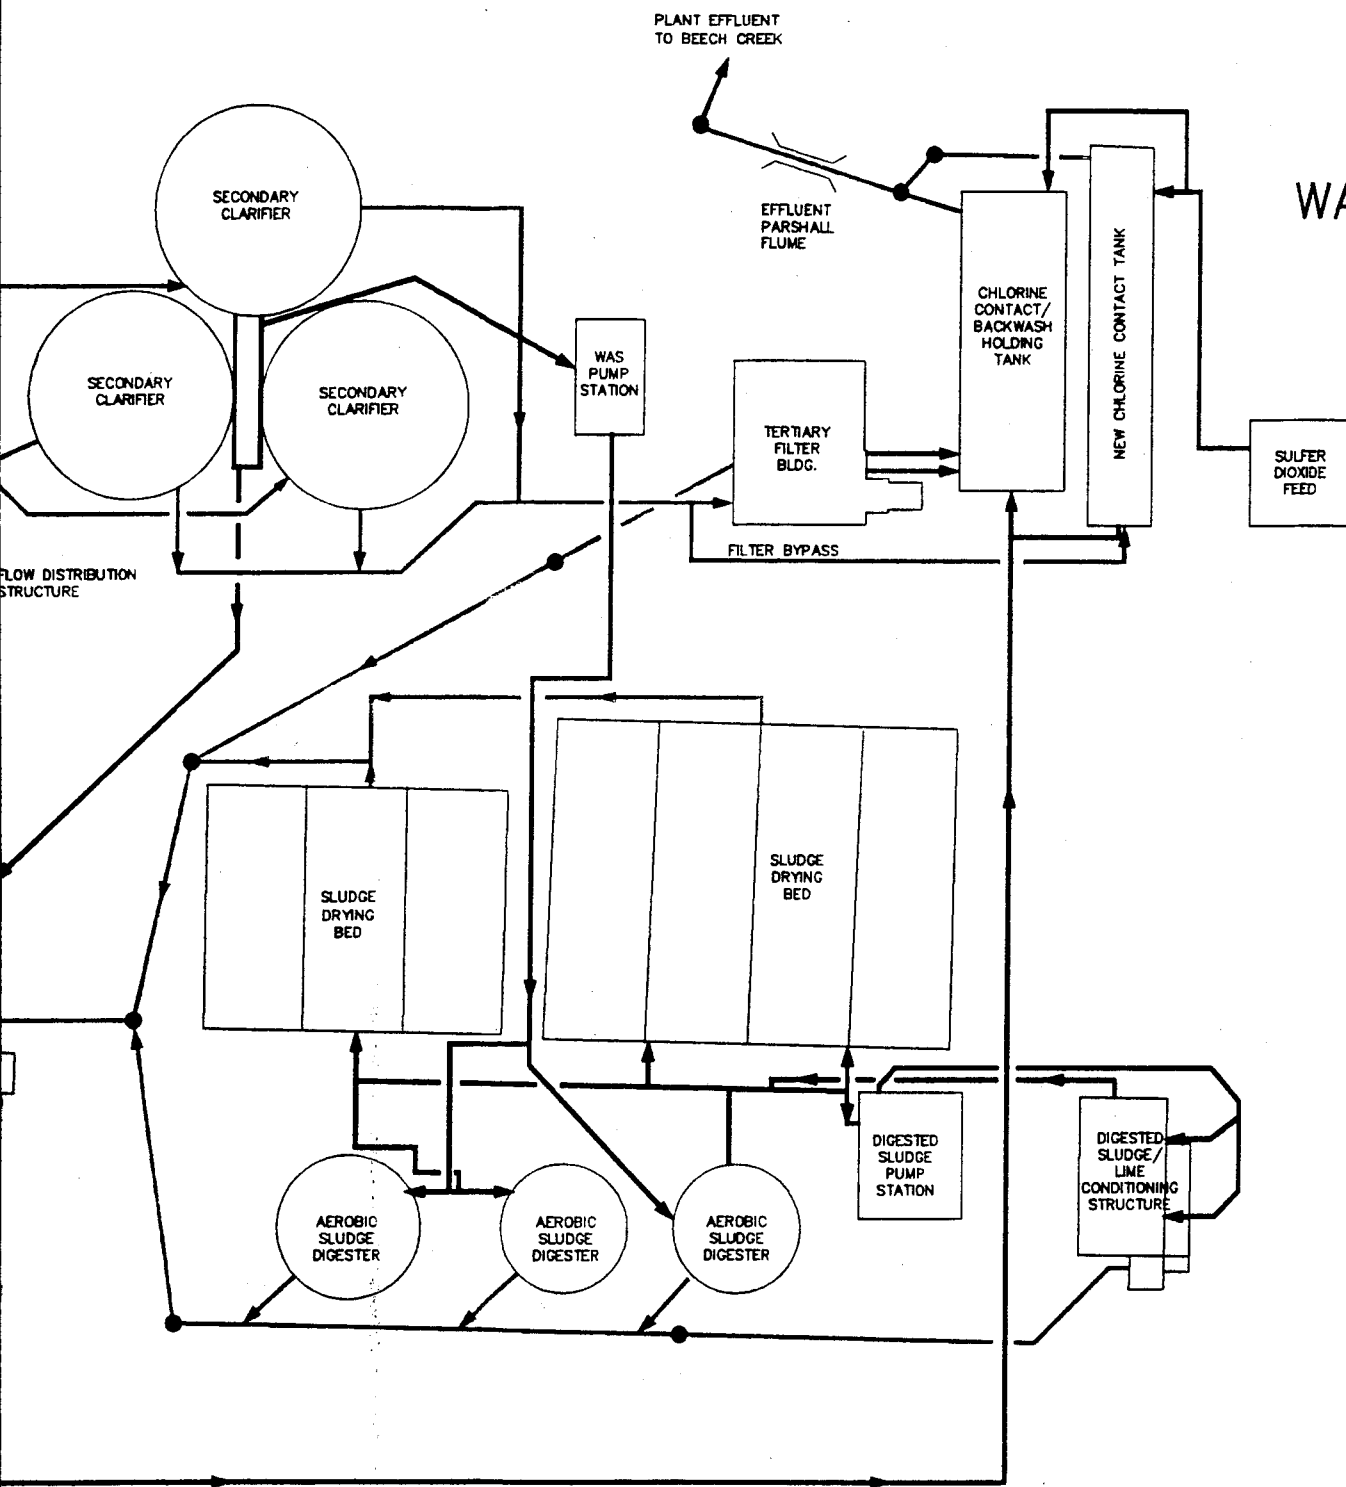 PLANT EFFLUENT
TO BEECH CREEK
SECONDARY
CLARIFIER
WA
EFFLUENT
PARSHALL
FLUME
CHLORINE
CONTACT/
BACKWASH
HOLDING
TANK
NEW CHLORINE CONTACT TANK
SECONDARY
CLARIFIER
SECONDARY
CLARIFIER
WAS
PUMP
STATION
TERTIARY
FILTER
BLDG.
SULFER
DIOXIDE
FEED
FILTER BYPASS
FLOW DISTRIBUTION
STRUCTURE
SLUDGE
DRYING
BED
SLUDGE
DRYING
BED
DIGESTED
SLUDGE
PUMP
STATION
DIGESTED
SLUDGE/
LIME
CONDITIONING
STRUCTURE
AEROBIC
SLUDGE
DIGESTER
AEROBIC
SLUDGE
DIGESTER
AEROBIC
SLUDGE
DIGESTER